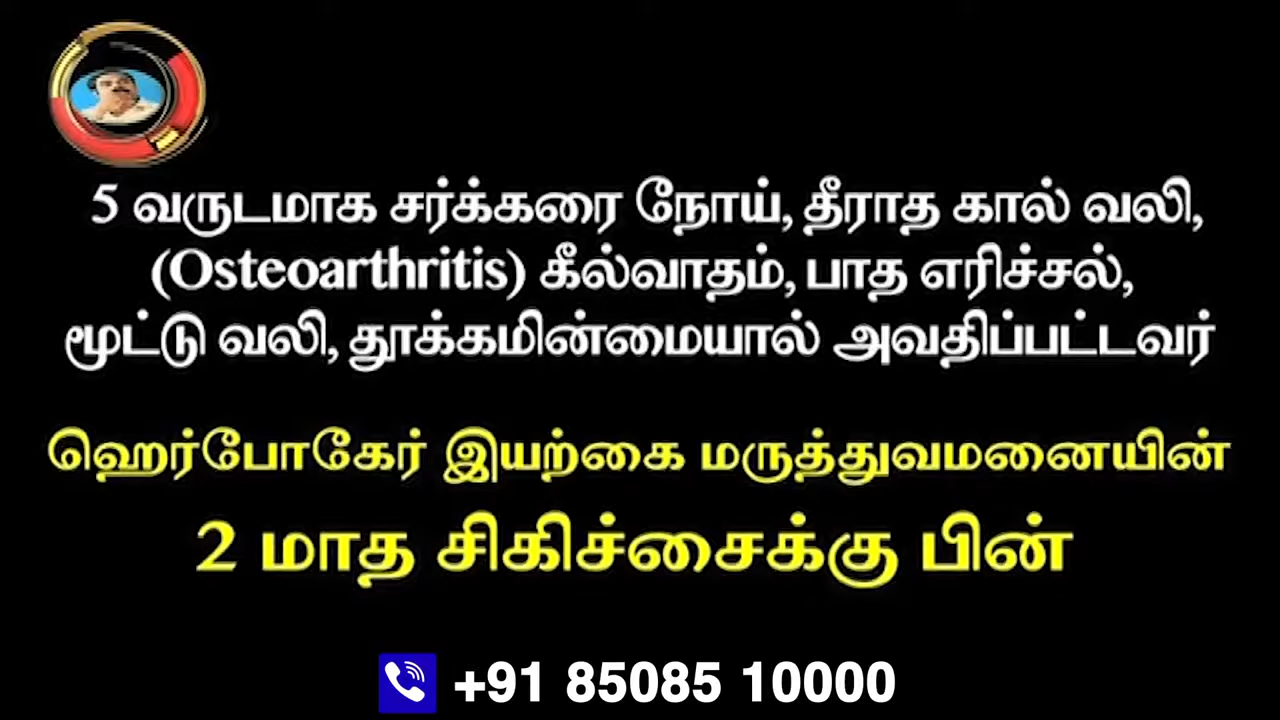 5 வருடமாக சர்க்கரை நோய், தீராத கால் வலி,
(Osteoarthritis) கீல்வாதம், பாத எரிச்சல்,
மூட்டு வலி, தூக்கமின்மையால் அவதிப்பட்டவர்
ஹெர்போகேர் இயற்கை மருத்துவமனையின்
2 மாத சிகிச்சைக்கு பின்
+91 85085 10000